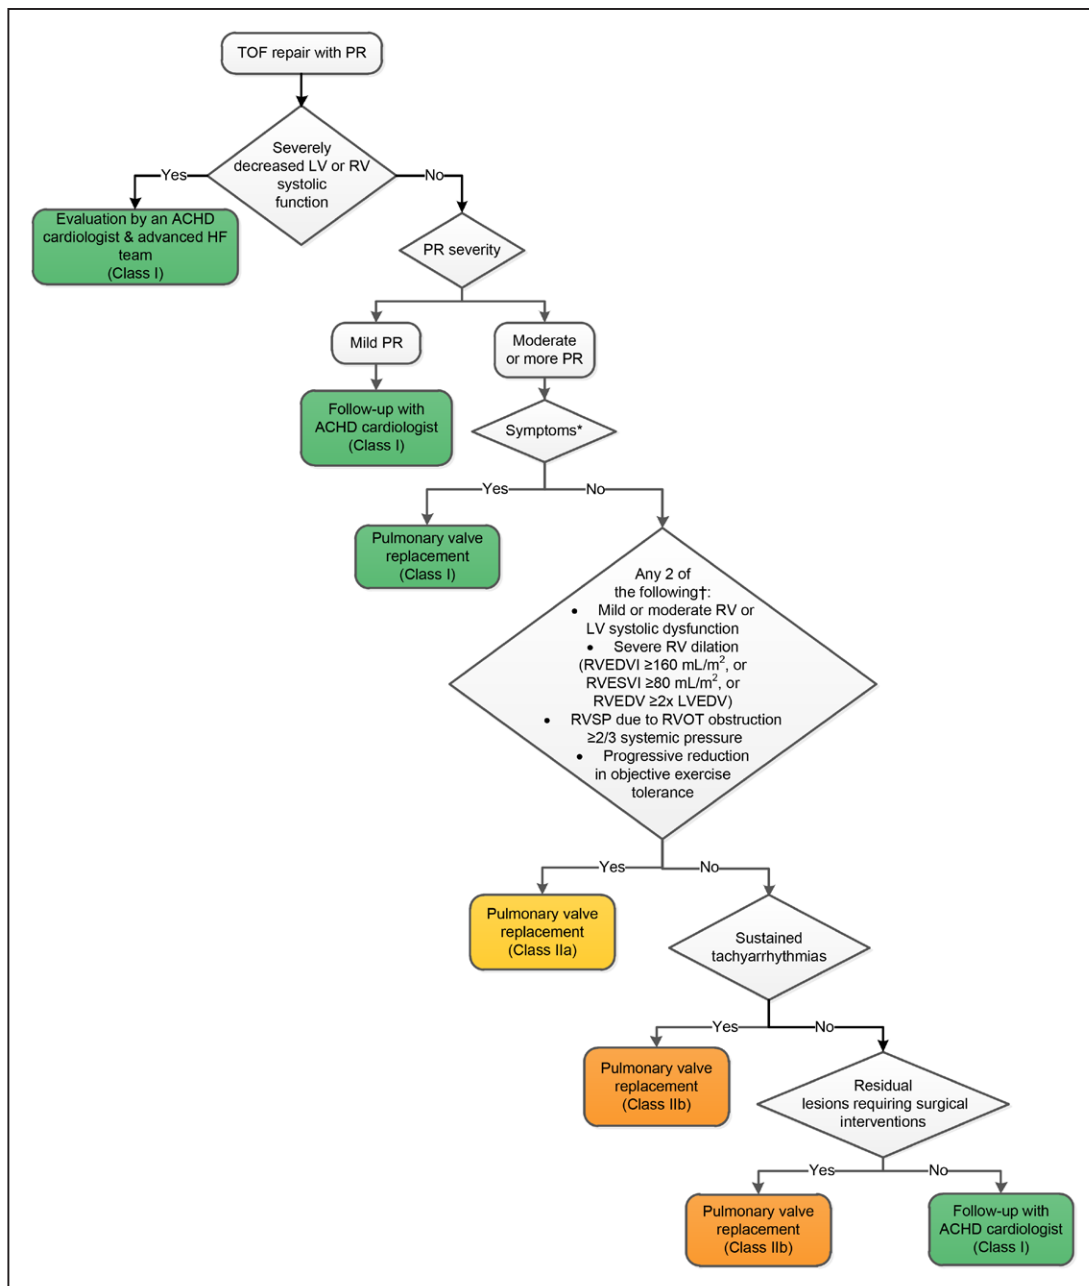 TOF repair with PR
Severely
decreased LV or RV
systolic
function
Yes
No
Evaluation by an ACHD
cardiologist & advanced HF
team
(Class I)
PR severity
Mild PR
Moderate
or more PR
Follow-up with
ACHD cardiologist
(Class I)
Symptoms*
Yes
No
Pulmonary valve
replacement
(Class I)
Any 2 of
the following†:
• Mild or moderate RV or
LV systolic dysfunction
• Severe RV dilation
(RVEDVI ≥160 mL/m², or
RVESVI ≥80 mL/m², or
RVEDV ≥2x LVEDV)
• RVSP due to RVOT obstruction
≥2/3 systemic pressure
• Progressive reduction
in objective exercise
tolerance
Yes
No
Pulmonary valve
replacement
(Class IIa)
Sustained
tachyarrhythmias
Yes
No
Pulmonary valve
replacement
(Class IIb)
Residual
lesions requiring surgical
interventions
Yes
No
Pulmonary valve
replacement
(Class IIb)
Follow-up with
ACHD cardiologist
(Class I)